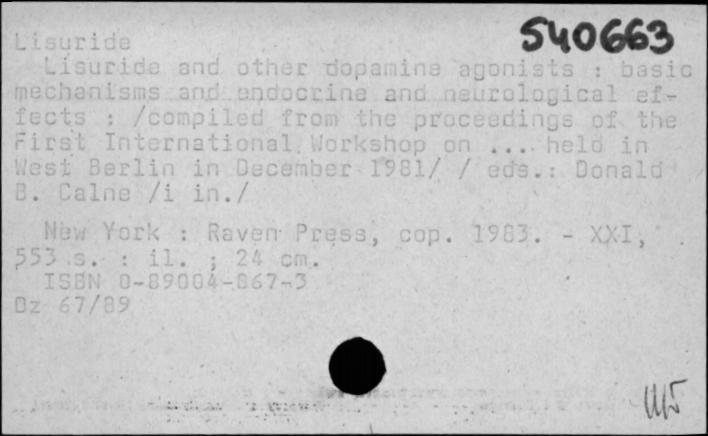 540663
Lisuride
Lisuride and other dopamine agonists : basic
mechanisms and endocrine and neurological ef-
fects : /compiled from the proceedings of the
First International Workshop on ... held in
West Berlin in December 1981/ / eds.: Donald
B. Calne /i in./
New York : Raven Press, cop. 1983. - XXI,
553 s. : il. ; 24 cm.
ISBN 0-89004-867-3
Dz 67/89